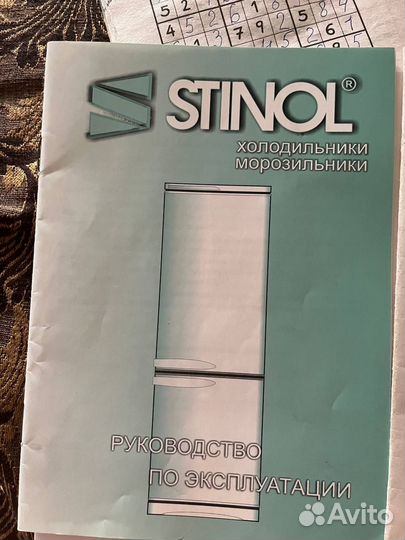 STINOL®
ХОЛОДИЛЬНИКИ
МОРОЗИЛЬНИКИ
РУКОВОДСТВО
ПО ЭКСПЛУАТАЦИИ
Avito